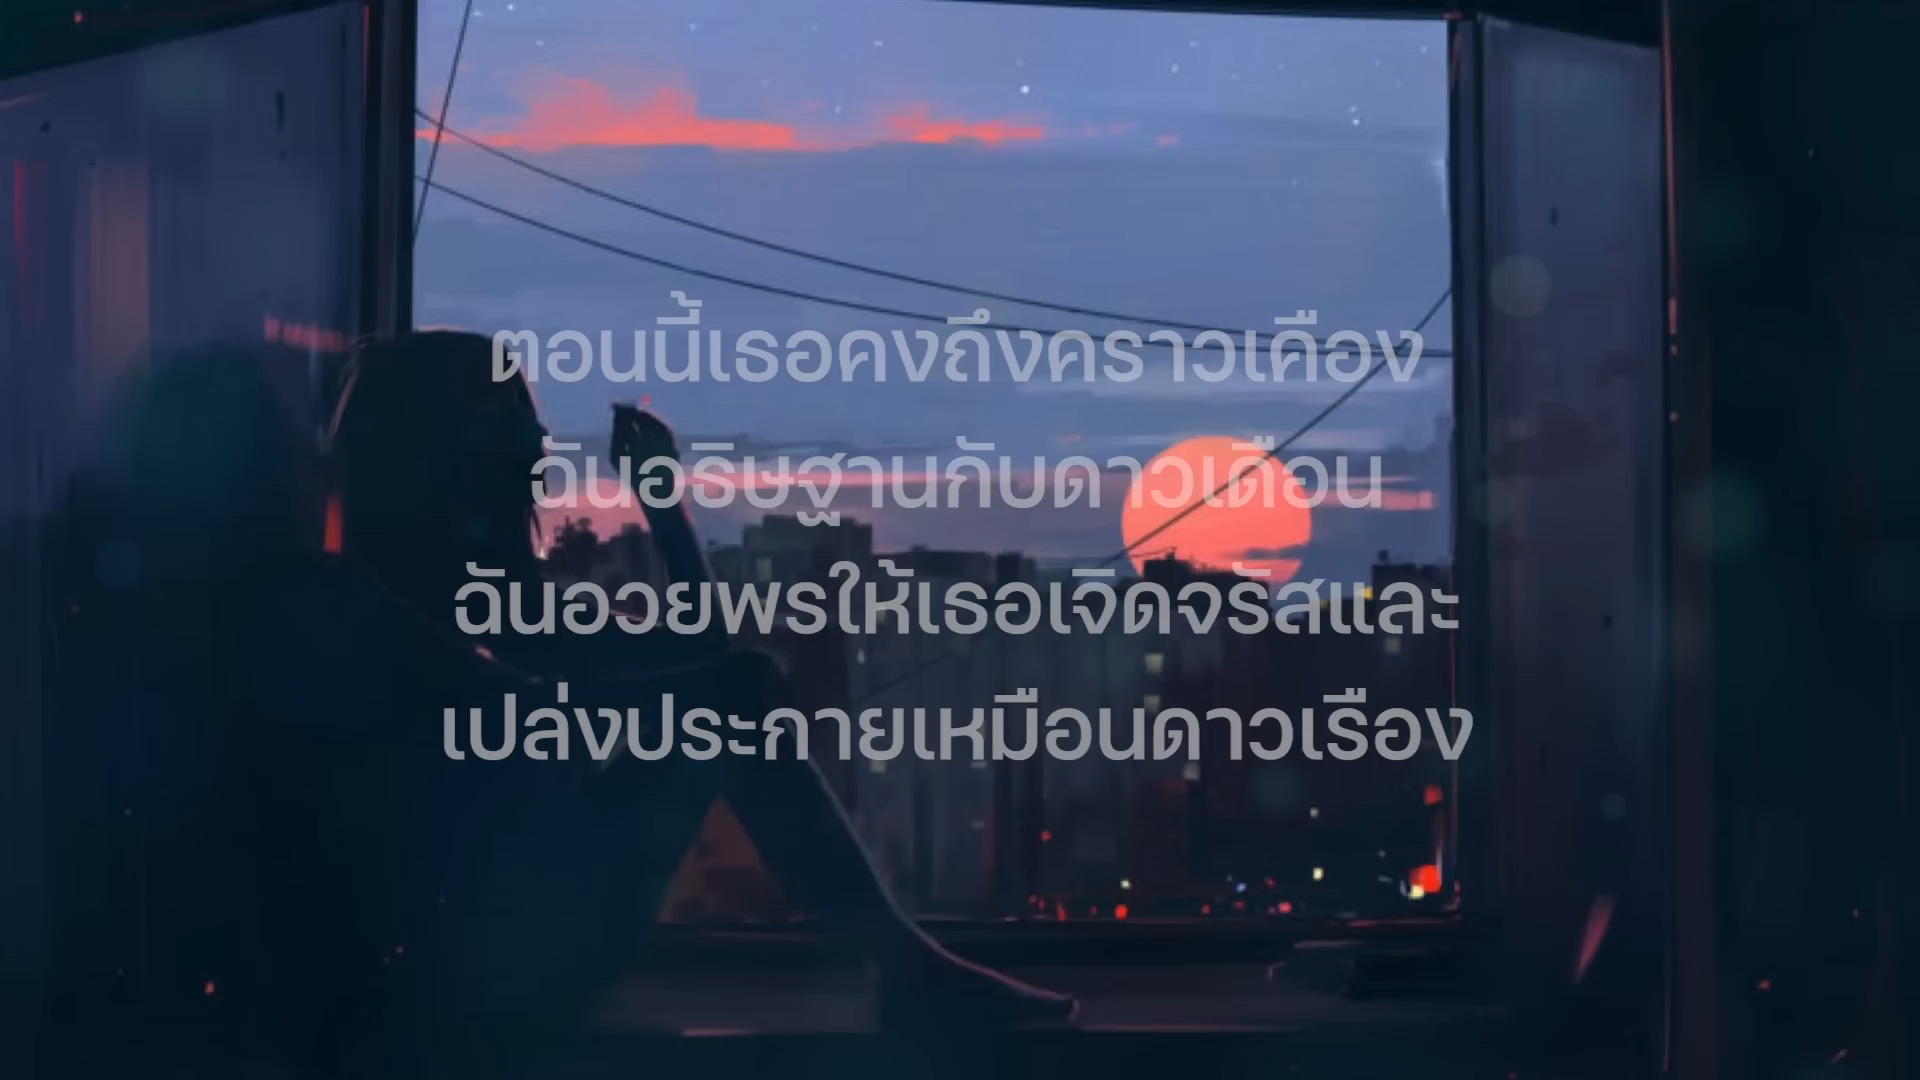 ตอนนี้เธอคงถึงคราวเคือง
ฉันอธิษฐานกับดาวเดือน
ฉันอวยพรให้เธอเจิดจรัสและ
เปล่งประกายเหมือนดาวเรือง